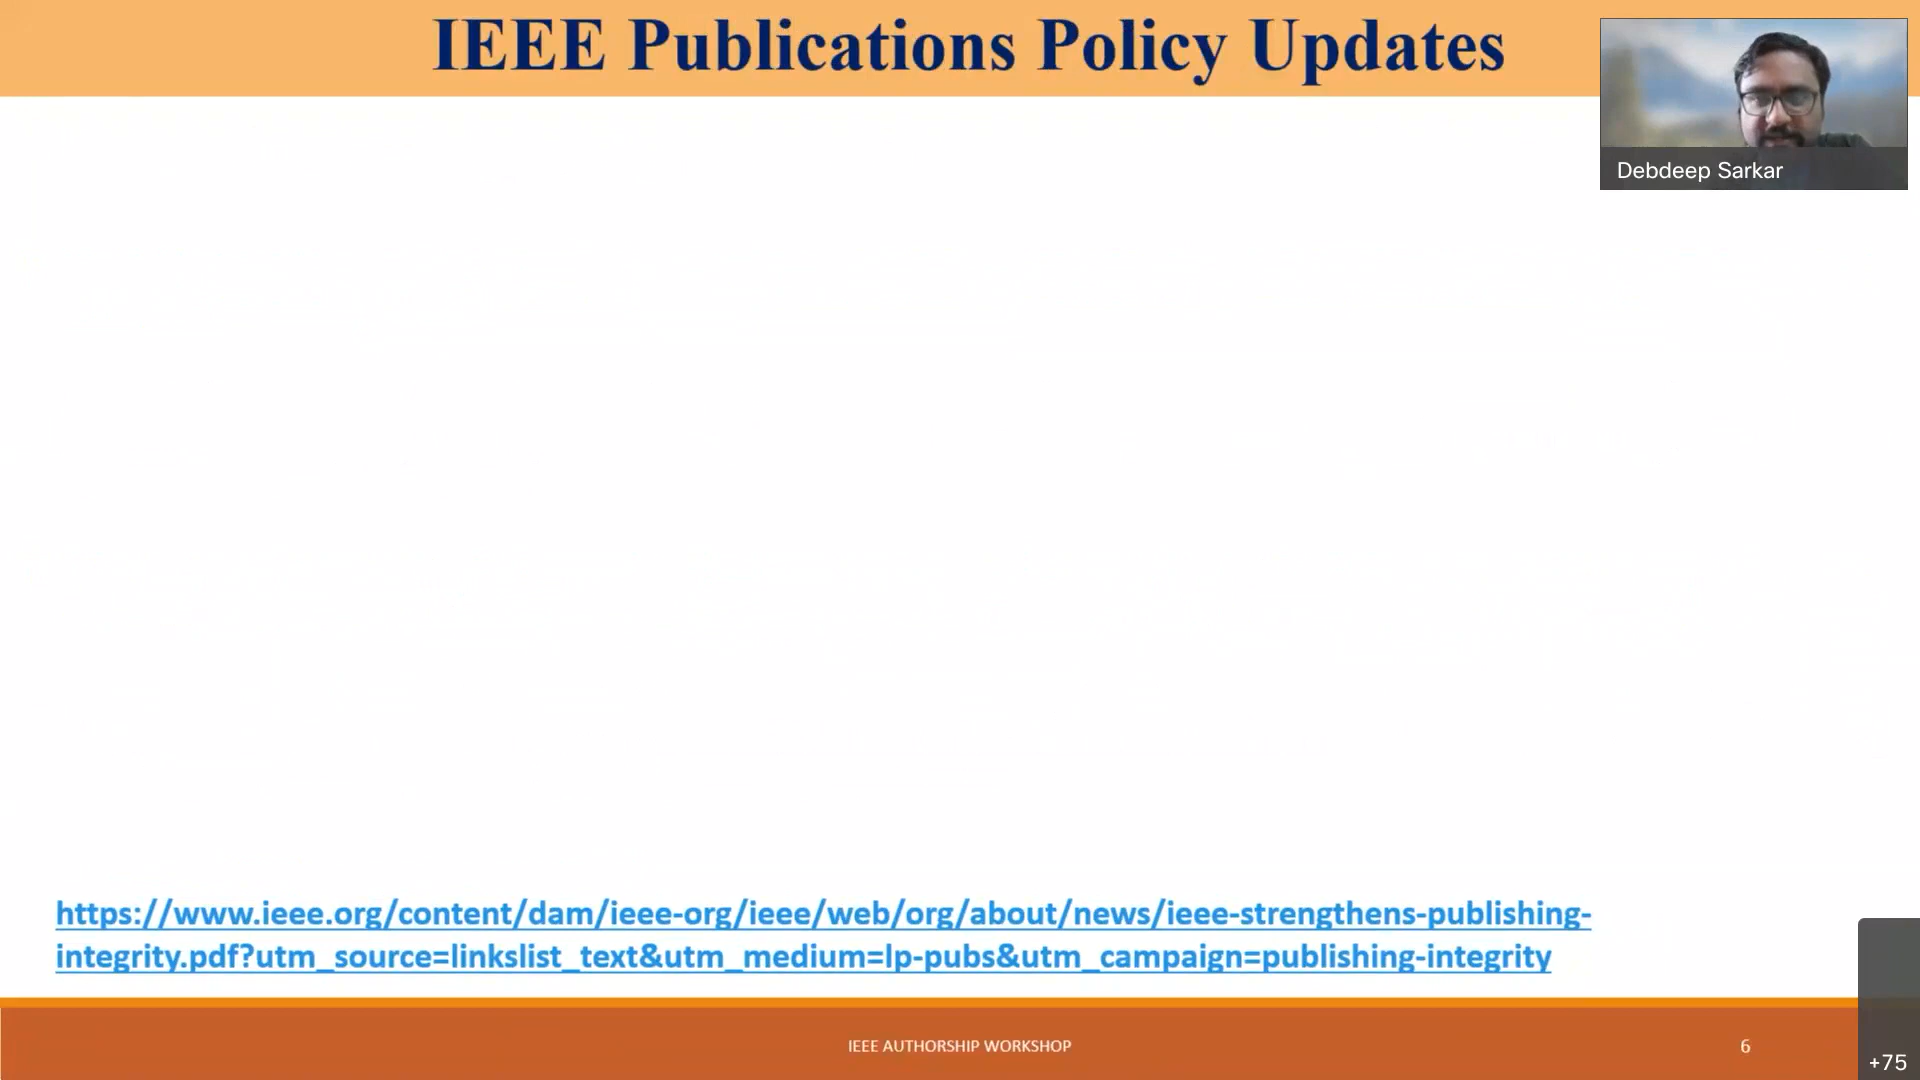 IEEE Publications Policy Updates
Debdeep Sarkar
https://www.ieee.org/content/dam/ieee-org/ieee/web/org/about/news/ieee-strengthens-publishing-
integrity.pdf?utm_source=linkslist_text&utm_medium=lp-pubs&utm_campaign=publishing-integrity
IEEE AUTHORSHIP WORKSHOP
6
+75